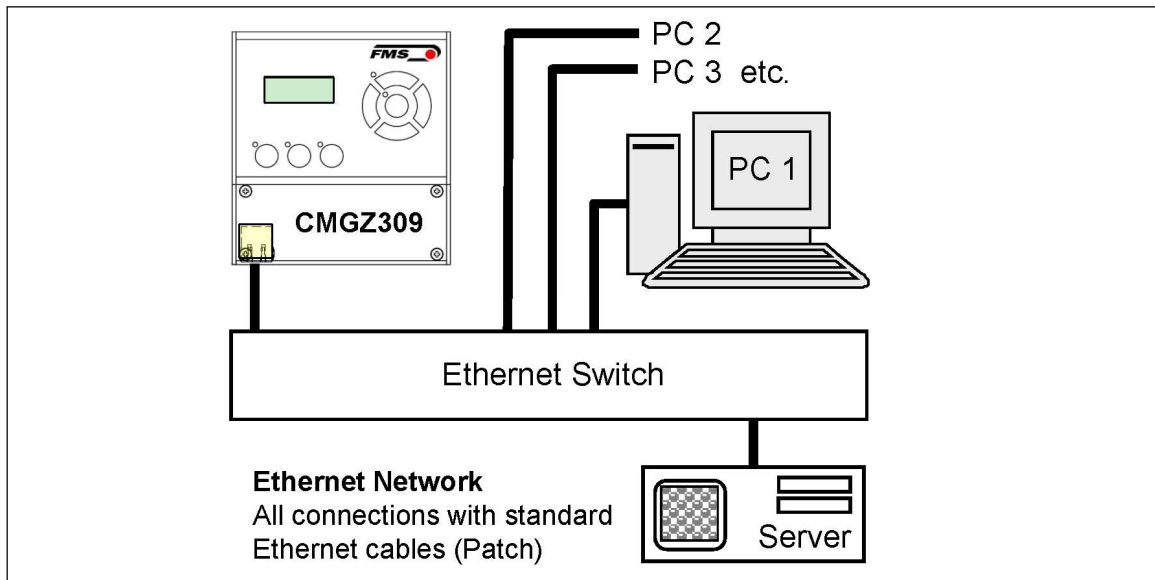 FMS
PC 2
PC 3 etc.
PC 1
CMGZ309
Ethernet Switch
Ethernet Network
All connections with standard
Ethernet cables (Patch)
Server